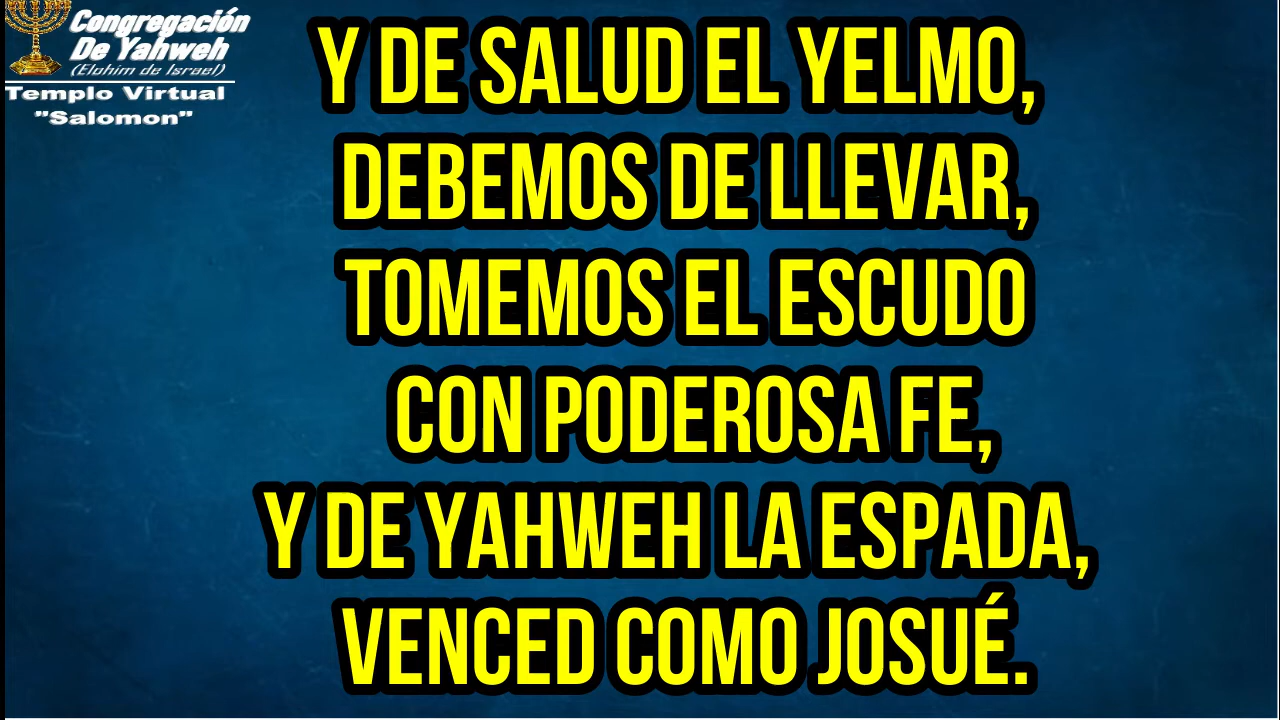 Congregación
De Yahweh
(Elohim de Israel)
Templo Virtual
"Salomon"
Y DE SALUD EL YELMO,
DEBEMOS DE LLEVAR,
TOMEMOS EL ESCUDO
CON PODEROSA FE,
Y DE YAHWEH LA ESPADA,
VENCED COMO JOSUÉ.